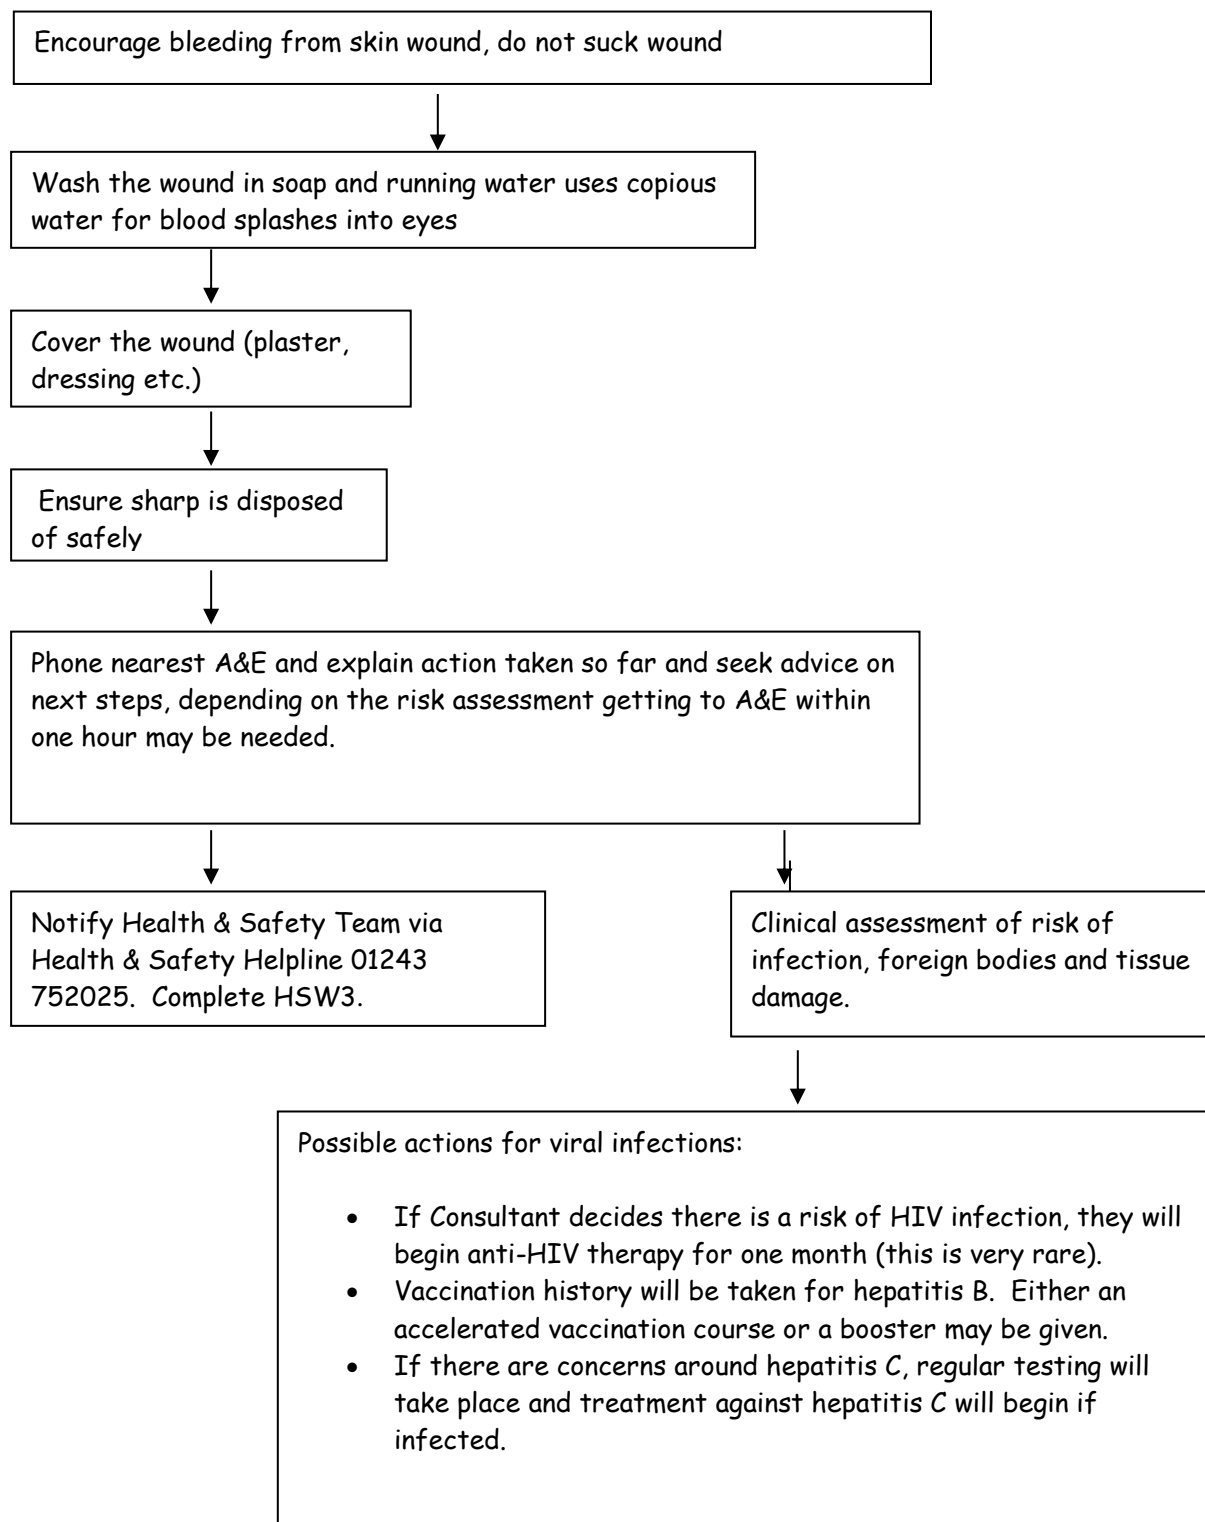 Encourage bleeding from skin wound, do not suck wound
Wash the wound in soap and running water uses copious
water for blood splashes into eyes
Cover the wound (plaster,
dressing etc.)
Ensure sharp is disposed
of safely
Phone nearest A&E and explain action taken so far and seek advice on
next steps, depending on the risk assessment getting to A&E within
one hour may be needed.
Notify Health & Safety Team via
Health & Safety Helpline 01243
752025.  Complete HSW3.
Clinical assessment of risk of
infection, foreign bodies and tissue
damage.
Possible actions for viral infections:
• If Consultant decides there is a risk of HIV infection, they will
begin anti-HIV therapy for one month (this is very rare).
• Vaccination history will be taken for hepatitis B.  Either an
accelerated vaccination course or a booster may be given.
• If there are concerns around hepatitis C, regular testing will
take place and treatment against hepatitis C will begin if
infected.